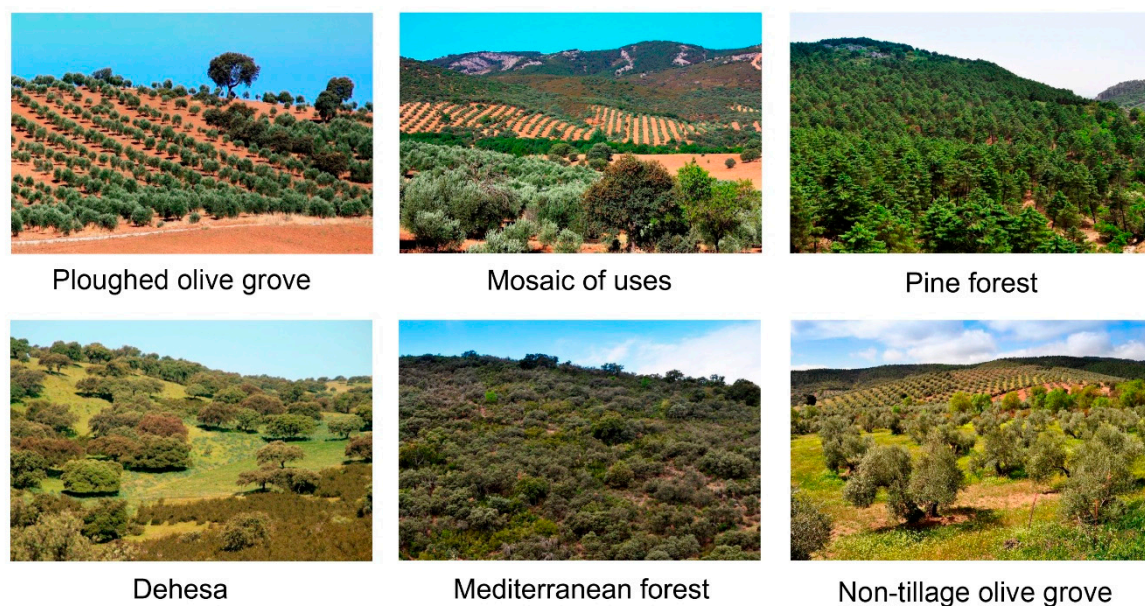 Ploughed olive grove
Mosaic of uses
Pine forest
Dehesa
Mediterranean forest
Non-tillage olive grove